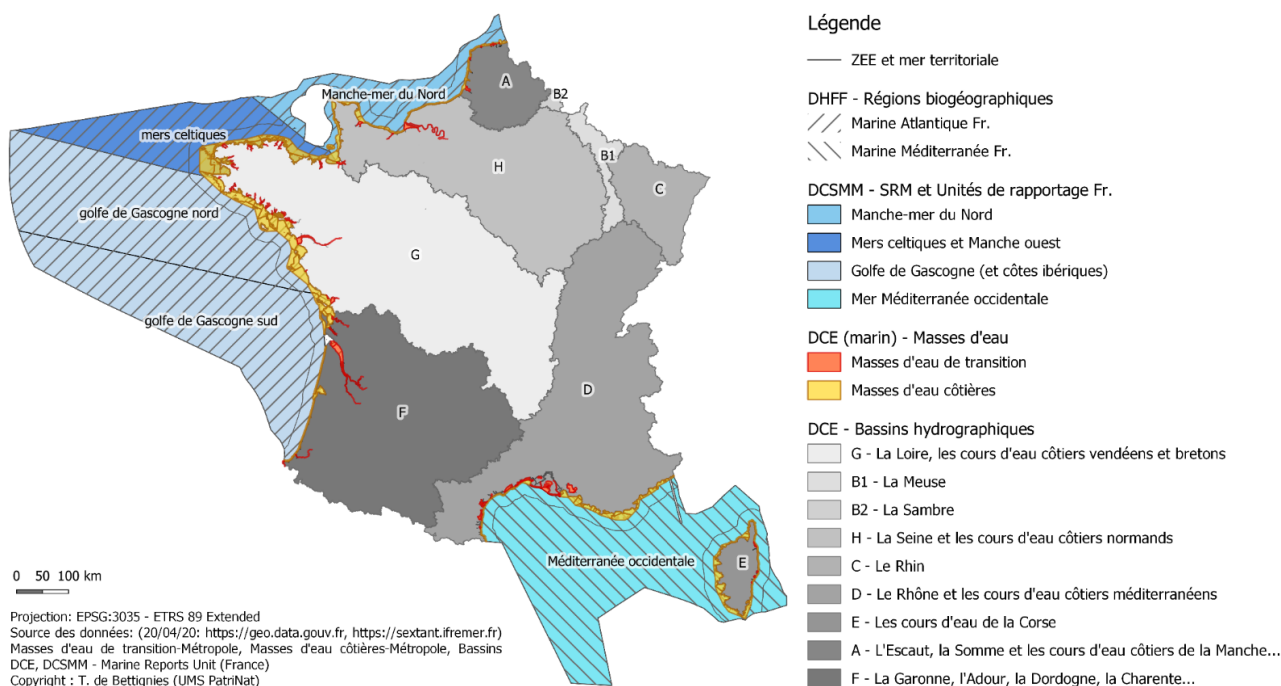 Manche-mer du Nord
mers celtiques
golfe de Gascogne nord
golfe de Gascogne sud
Méditerranée occidentale
A
B2
B1
H
C
G
D
F
E
0 50 100 km
Projection: EPSG:3035 - ETRS 89 Extended
Source des données: (20/04/20: https://geo.data.gouv.fr, https://sextant.ifremer.fr)
Masses d'eau de transition-Métropole, Masses d'eau côtières-Métropole, Bassins
DCE, DCSMM - Marine Reports Unit (France)
Copyright : T. de Bettignies (UMS PatriNat)
Légende
ZEE et mer territoriale
DHFF - Régions biogéographiques
Marine Atlantique Fr.
Marine Méditerranée Fr.
DCSMM - SRM et Unités de rapportage Fr.
Manche-mer du Nord
Mers celtiques et Manche ouest
Golfe de Gascogne (et côtes ibériques)
Mer Méditerranée occidentale
DCE (marin) - Masses d'eau
Masses d'eau de transition
Masses d'eau côtières
DCE - Bassins hydrographiques
G - La Loire, les cours d'eau côtiers vendéens et bretons
B1 - La Meuse
B2 - La Sambre
H - La Seine et les cours d'eau côtiers normands
C - Le Rhin
D - Le Rhône et les cours d'eau côtiers méditerranéens
E - Les cours d'eau de la Corse
A - L'Escaut, la Somme et les cours d'eau côtiers de la Manche...
F - La Garonne, l'Adour, la Dordogne, la Charente...